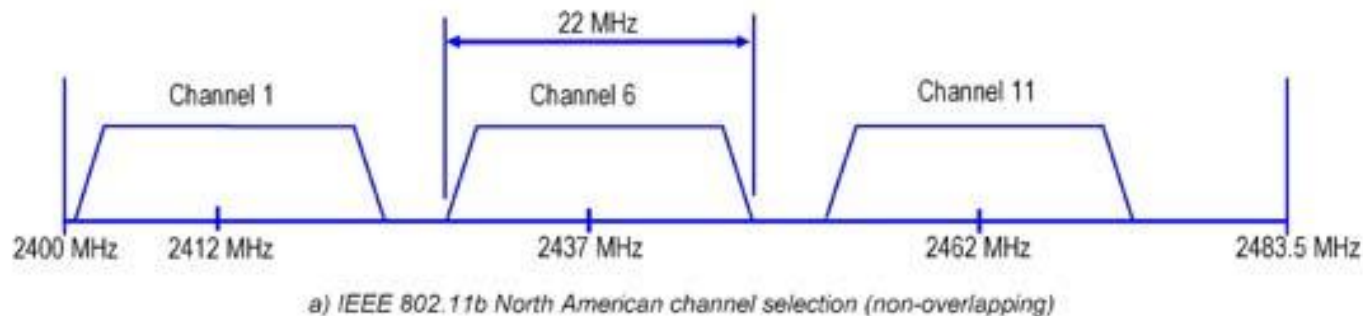 22 MHz
Channel 1
Channel 6
Channel 11
2400 MHz
2412 MHz
2437 MHz
2462 MHz
2483.5 MHz
a) IEEE 802.11b North American channel selection (non-overlapping)